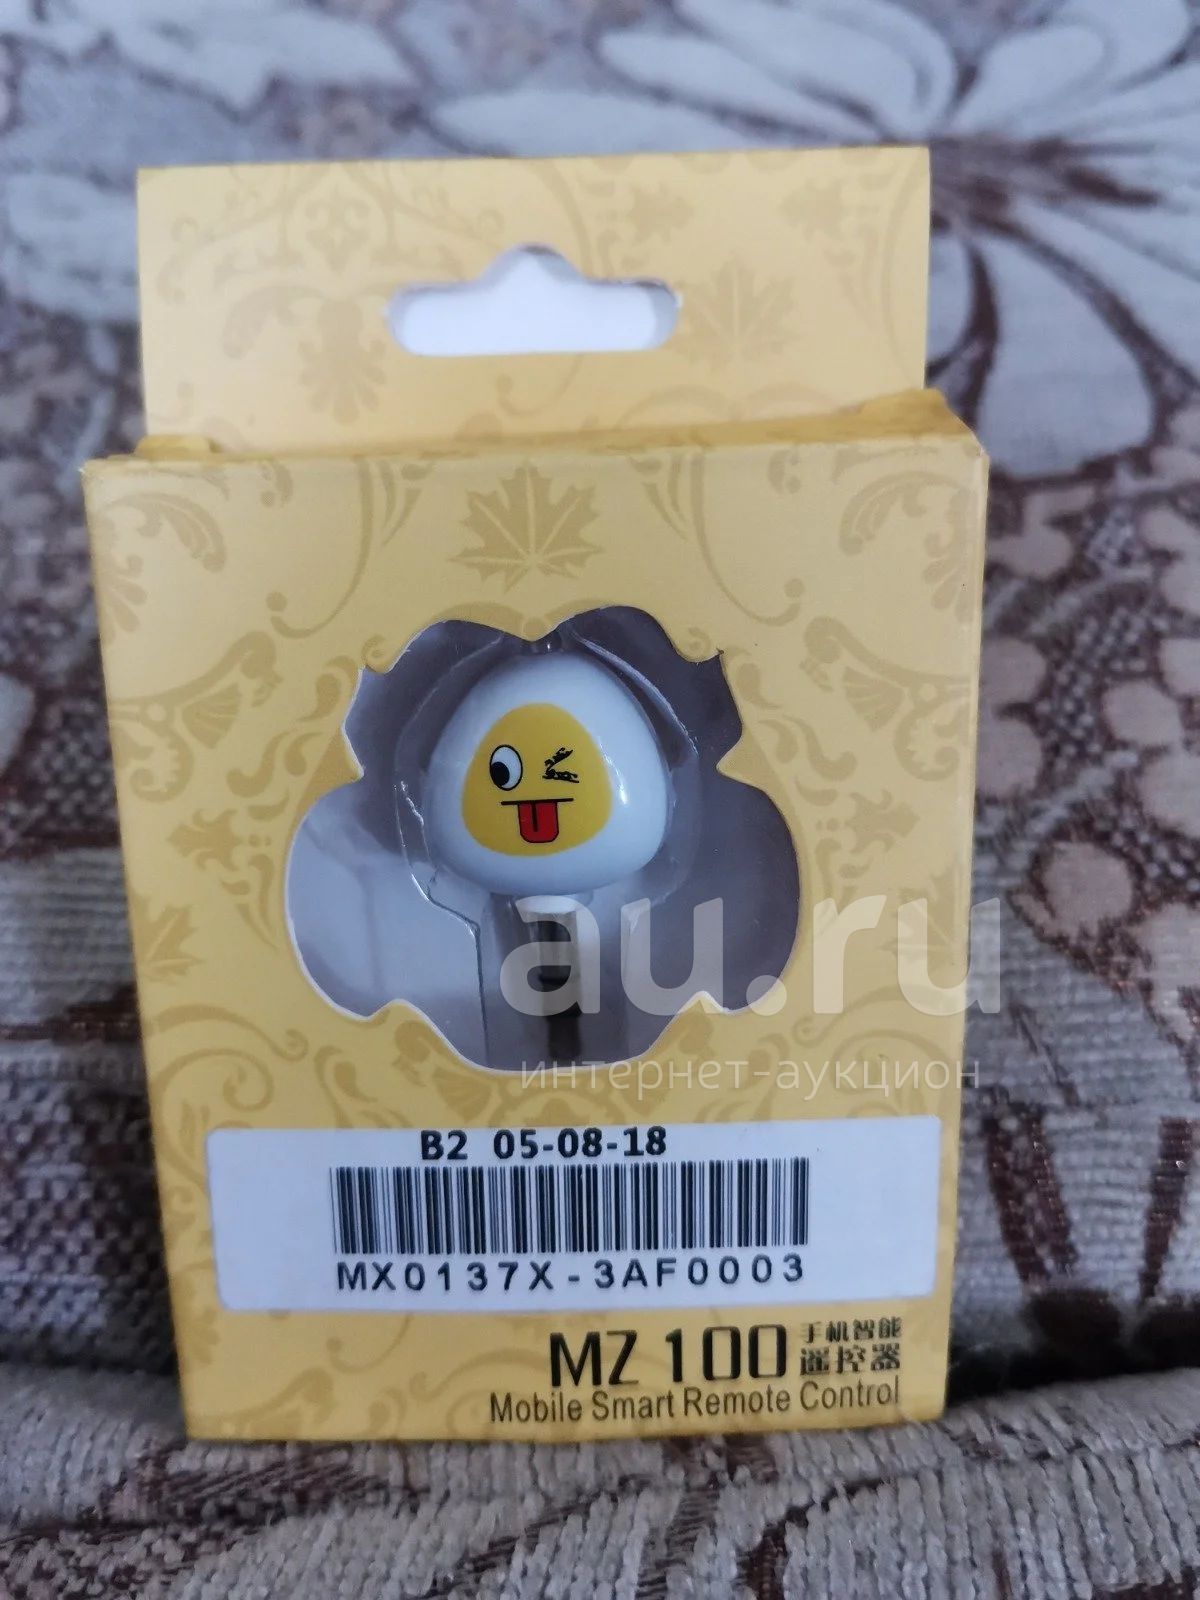 au.ru
интернет-аукцион
B2 05-08-18
MX0137X-3AF0003
MZ 100 手机智能
遥控器
Mobile Smart Remote Control